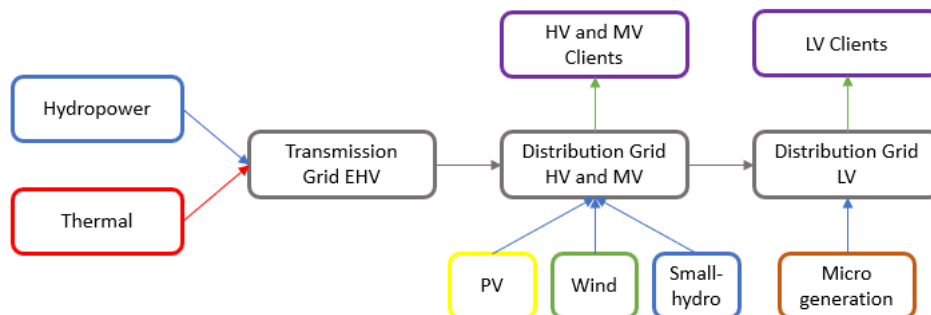 HV and MV
Clients
LV Clients
Hydropower
Transmission
Grid EHV
Distribution Grid
HV and MV
Distribution Grid
LV
Thermal
PV
Wind
Small-
hydro
Micro
generation